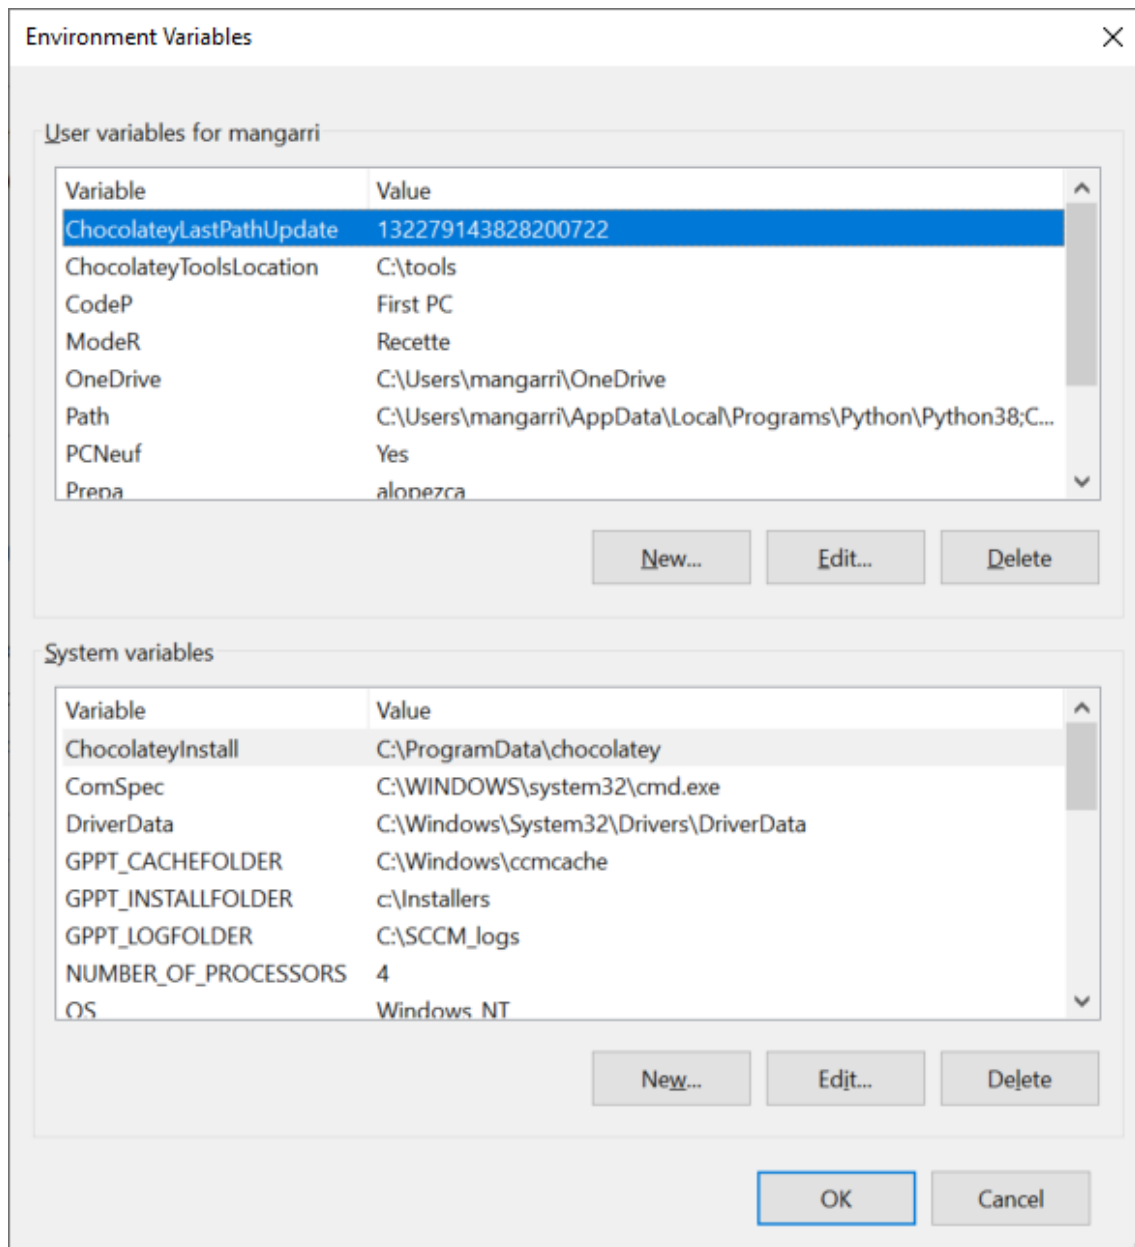 Environment Variables
User variables for mangarri
Variable Value
ChocolateyLastPathUpdate 132279143828200722
ChocolateyToolsLocation C:\tools
CodeP First PC
ModeR Recette
OneDrive C:\Users\mangarri\OneDrive
Path C:\Users\mangarri\AppData\Local\Programs\Python\Python38;C...
PCNeuf Yes
Prepa alopezca
New... Edit... Delete
System variables
Variable Value
ChocolateyInstall C:\ProgramData\chocolatey
ComSpec C:\WINDOWS\system32\cmd.exe
DriverData C:\Windows\System32\Drivers\DriverData
GPPT_CACHEFOLDER C:\Windows\ccmcache
GPPT_INSTALLFOLDER c:\Installers
GPPT_LOGFOLDER C:\SCCM_logs
NUMBER_OF_PROCESSORS 4
OS Windows_NT
New... Edit... Delete
OK Cancel